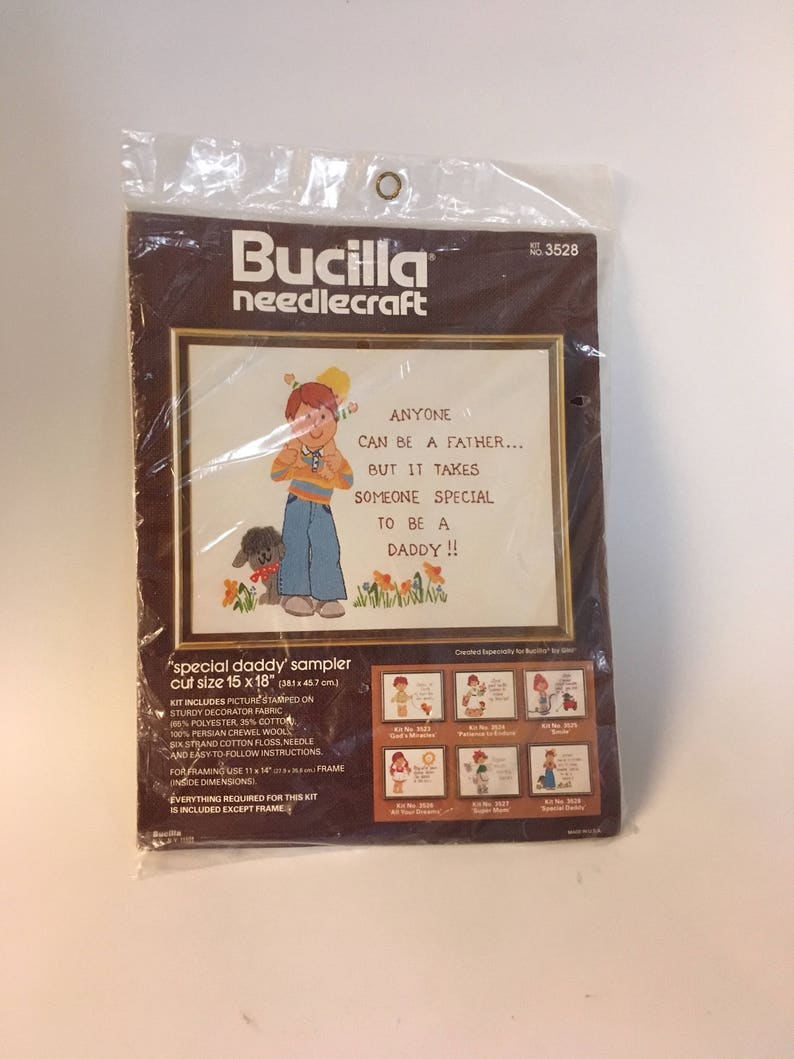 Bucilla®
needlecraft
KIT
NO. 3528
ANYONE
CAN BE A FATHER...
BUT IT TAKES
SOMEONE SPECIAL
TO BE A
DADDY!!
Created Especially for Bucilla® by Gini®
"special daddy' sampler
cut size 15 x 18" (38.1 x 45.7 cm.)
KIT INCLUDES PICTURE STAMPED ON
STURDY DECORATOR FABRIC
(65% POLYESTER, 35% COTTON),
100% PERSIAN CREWEL WOOL,
SIX STRAND COTTON FLOSS, NEEDLE
AND EASY-TO-FOLLOW INSTRUCTIONS.
FOR FRAMING USE 11 x 14" (27.9 x 35.6 cm.) FRAME
(INSIDE DIMENSIONS).
EVERYTHING REQUIRED FOR THIS KIT
IS INCLUDED EXCEPT FRAME.
Bucilla
Kit No. 3523
'God's Miracles'
Kit No. 3524
'Patience to Endure'
Kit No. 3525
'Smile'
Kit No. 3526
'All Your Dreams'
Kit No. 3527
'Super Mom'
Kit No. 3528
'Special Daddy'
MADE IN U.S.A.